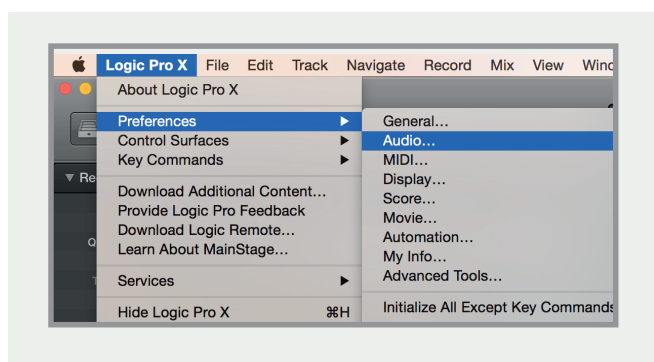 Logic Pro X File Edit Track Navigate Record Mix View
About Logic Pro X
Preferences
Control Surfaces
Key Commands
Download Additional Content...
Provide Logic Pro Feedback
Download Logic Remote...
Learn About MainStage...
Services
Hide Logic Pro X ⌘H
General...
Audio...
MIDI...
Display...
Score...
Movie...
Automation...
My Info...
Advanced Tools...
Initialize All Except Key Commands
Re
Q